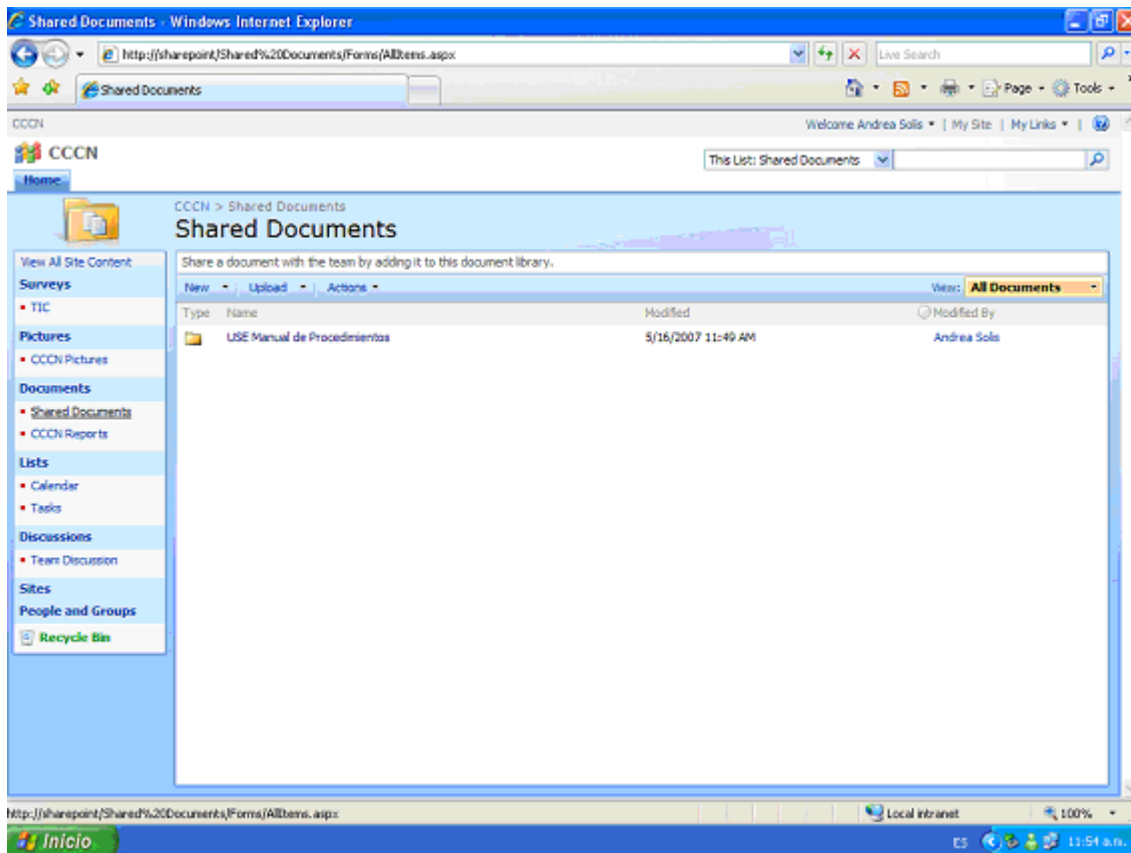 Shared Documents - Windows Internet Explorer
http://sharepoint/Shared%20Documents/Forms/AllItems.aspx
Live Search
Shared Documents
Page
Tools
CCCN
Welcome Andrea Solis
My Site
My Links
CCCN
This List: Shared Documents
Home
CCCN > Shared Documents
Shared Documents
View All Site Content
Share a document with the team by adding it to this document library.
Surveys
New
Upload
Actions
View: All Documents
TIC
Type
Name
Modified
Modified By
Pictures
USE Manual de Procedimientos
5/16/2007 11:49 AM
Andrea Solis
CCCN Pictures
Documents
Shared Documents
CCCN Reports
Lists
Calendar
Tasks
Discussions
Team Discussion
Sites
People and Groups
Recycle Bin
http://sharepoint/Shared%20Documents/Forms/AllItems.aspx
Local intranet
100%
Inicio
ES
11:54 a.m.